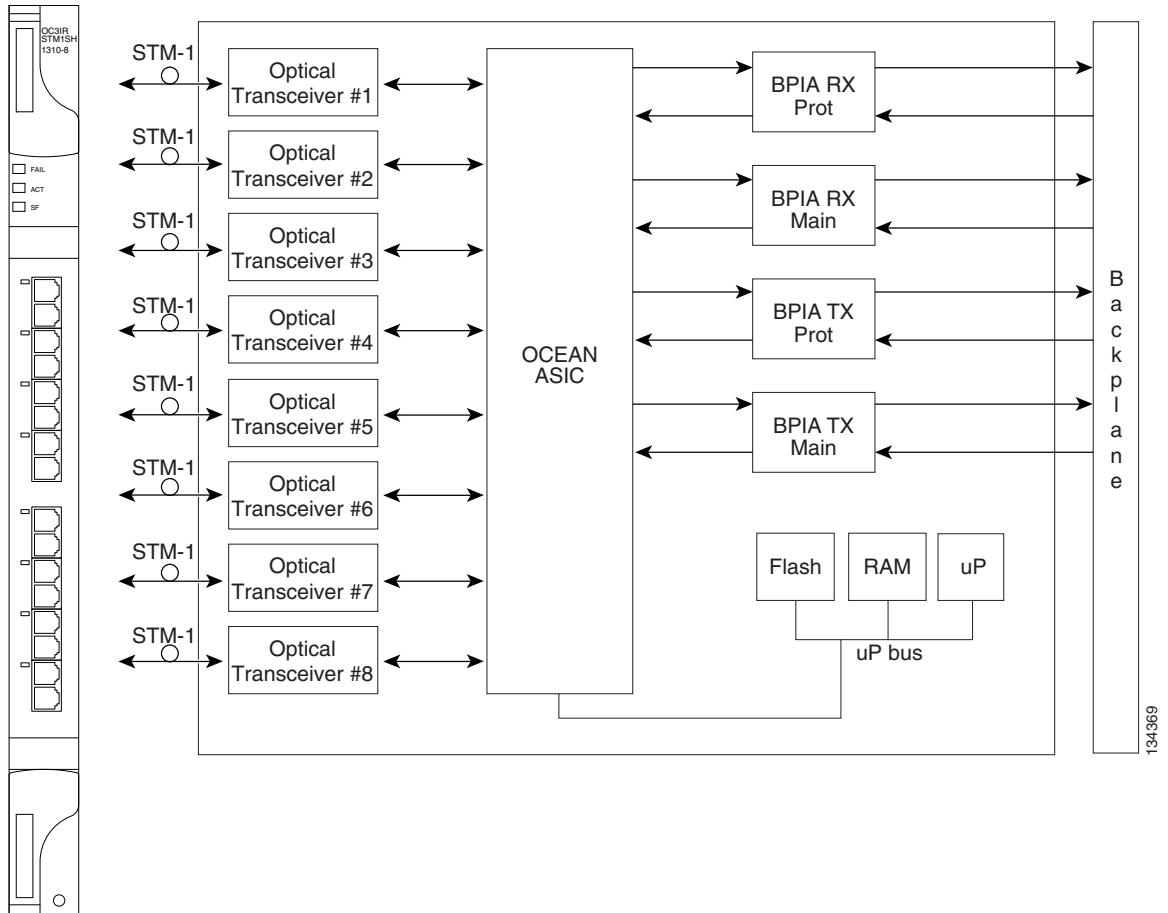 OC3IR
STM1SH
1310-8
FAIL
ACT
SF
STM-1
Optical
Transceiver #1
STM-1
Optical
Transceiver #2
STM-1
Optical
Transceiver #3
STM-1
Optical
Transceiver #4
STM-1
Optical
Transceiver #5
STM-1
Optical
Transceiver #6
STM-1
Optical
Transceiver #7
STM-1
Optical
Transceiver #8
OCEAN
ASIC
BPIA RX
Prot
BPIA RX
Main
BPIA TX
Prot
BPIA TX
Main
Flash
RAM
uP
uP bus
Backplane
134369